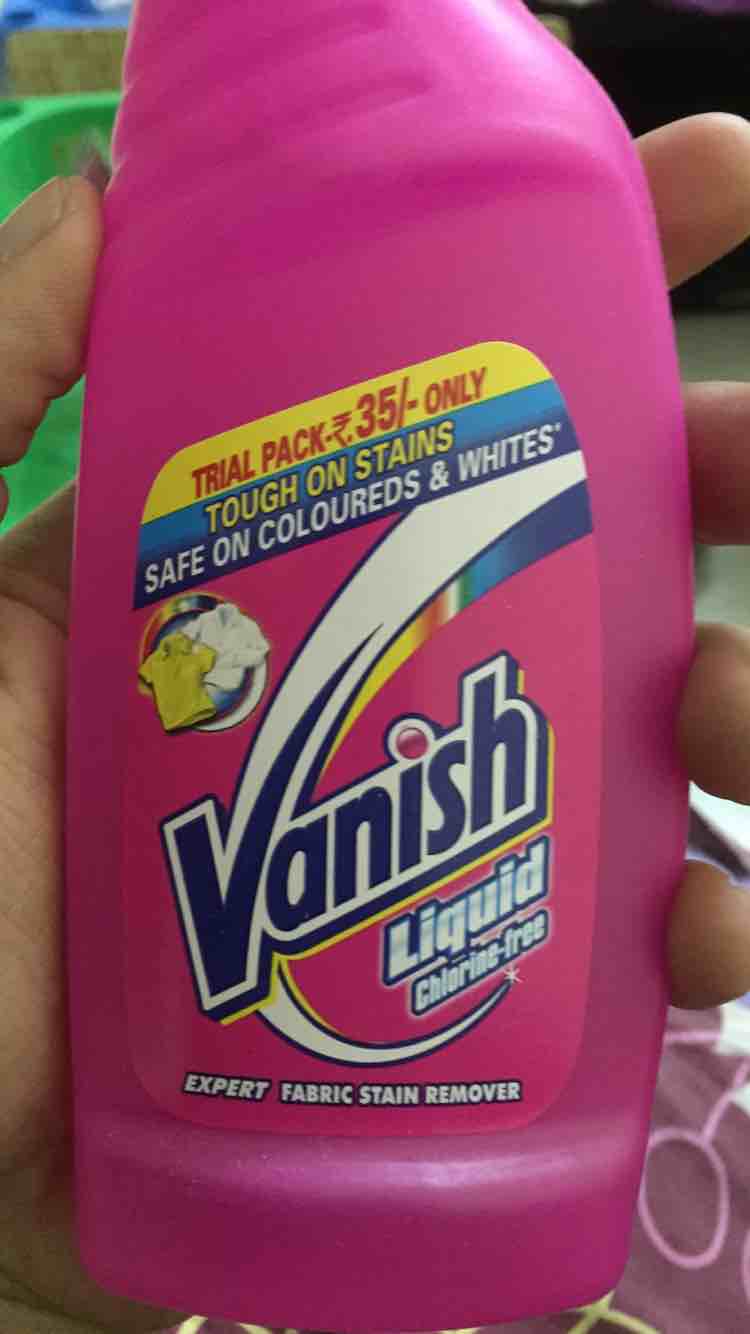 TRIAL PACK-₹.35/- ONLY
TOUGH ON STAINS
SAFE ON COLOUREDS & WHITES*
Vanish
Liquid
Chlorine-free
EXPERT FABRIC STAIN REMOVER